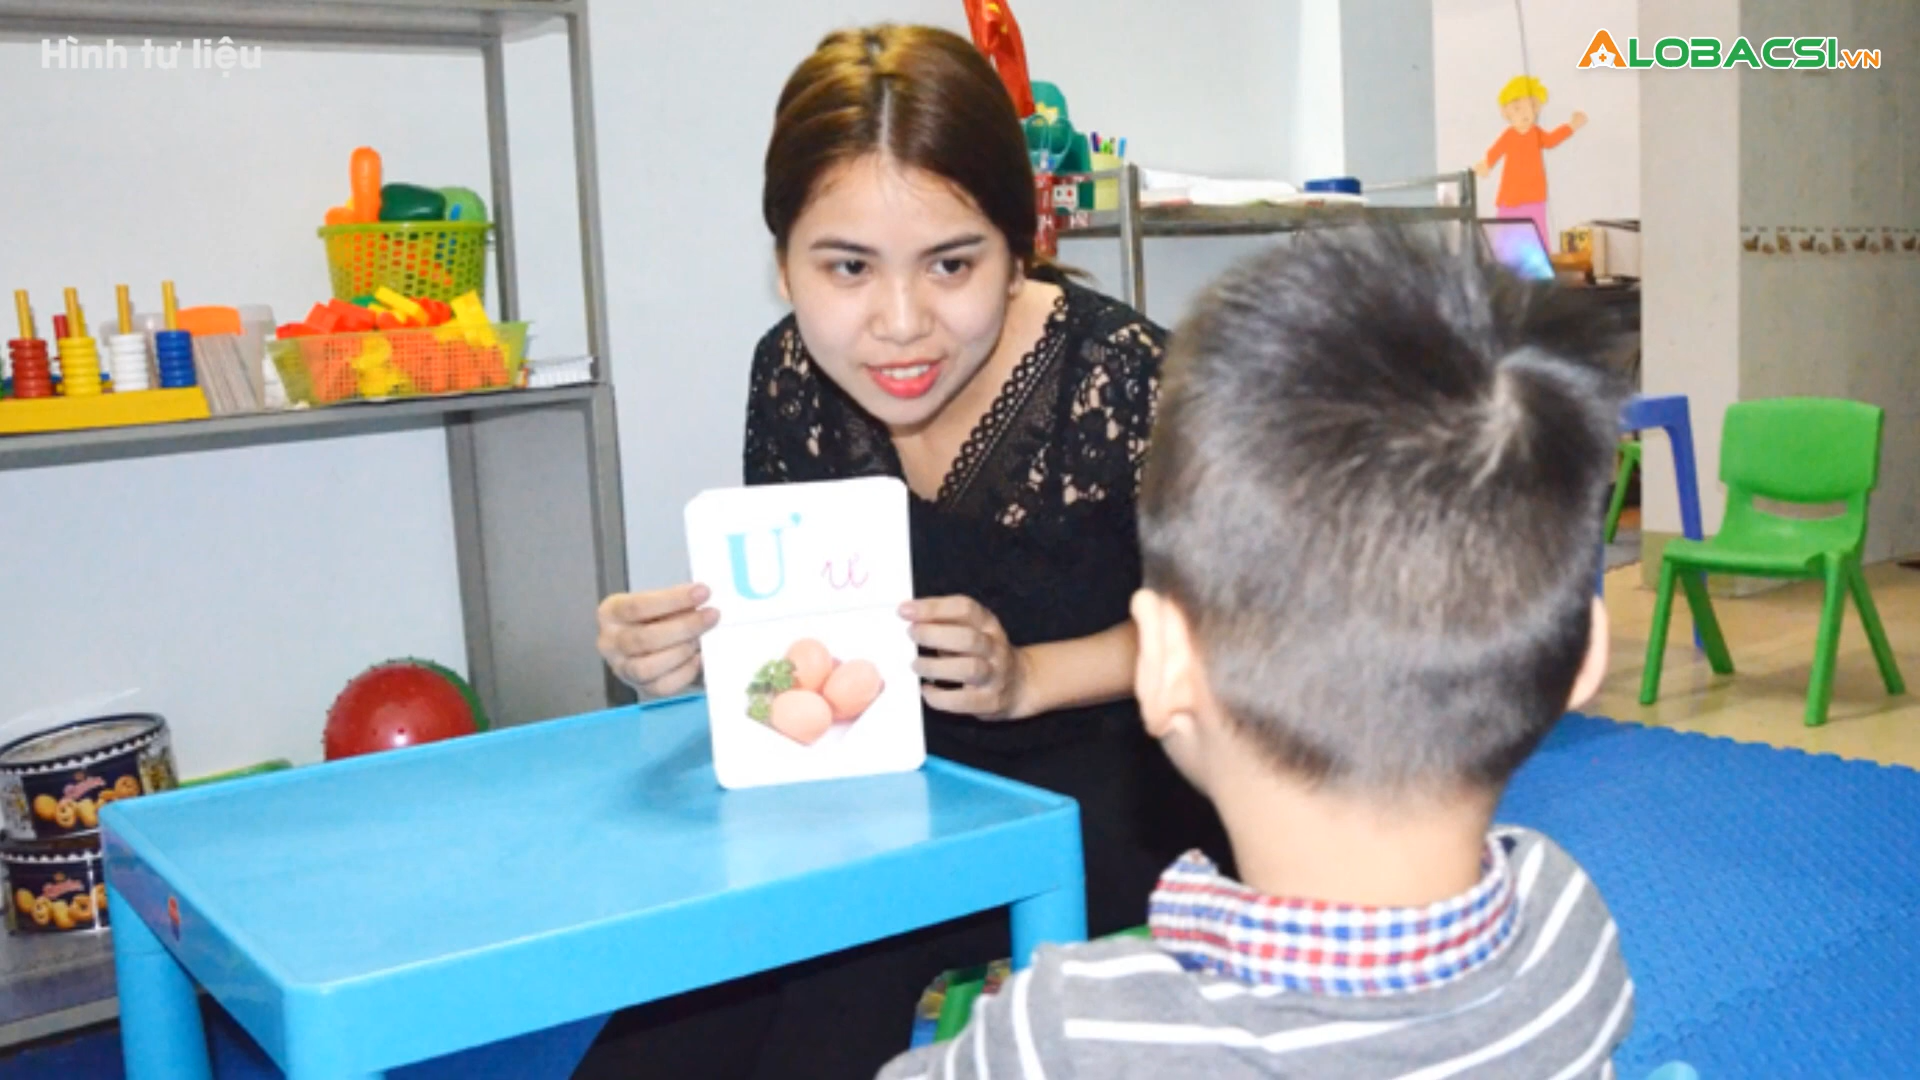 Hình tư liệu
ALOBACSI.VN
Ư ư